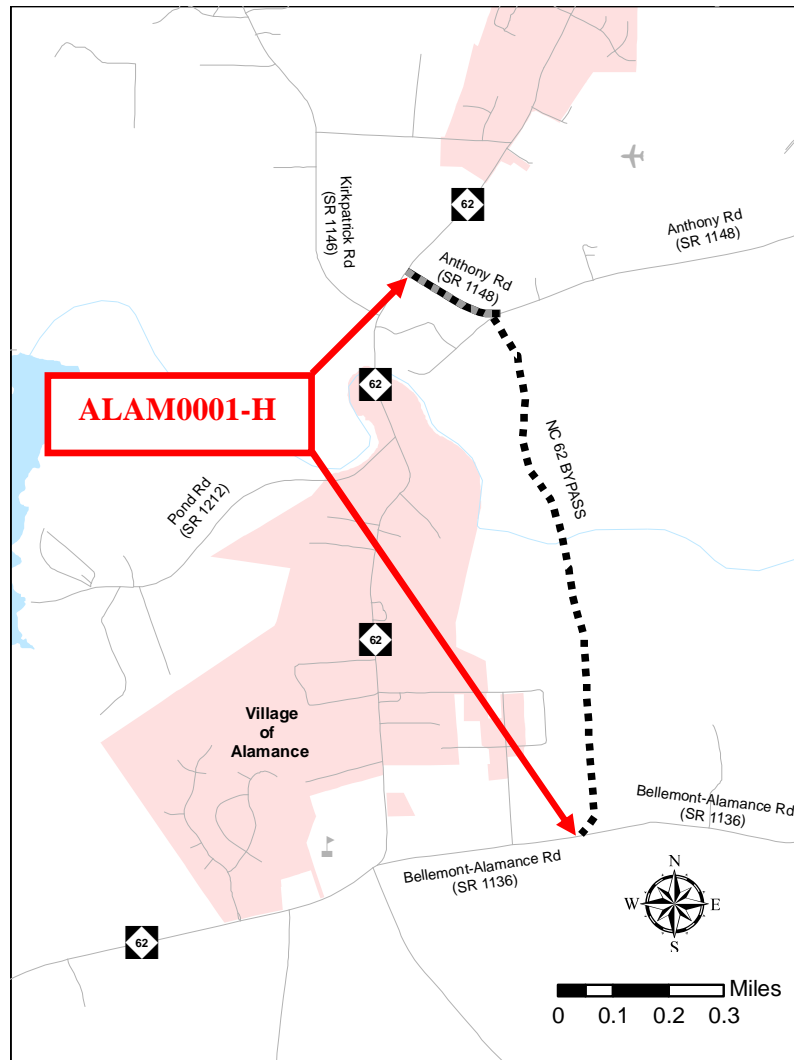 62
Kirkpatrick Rd
(SR 1146)
Anthony Rd
(SR 1148)
Anthony Rd
(SR 1148)
62
ALAM0001-H
NC 62 BYPASS
Pond Rd
(SR 1212)
62
Village
of
Alamance
Bellemont-Alamance Rd
(SR 1136)
Bellemont-Alamance Rd
(SR 1136)
N
W E
S
62
Miles
0 0.1 0.2 0.3